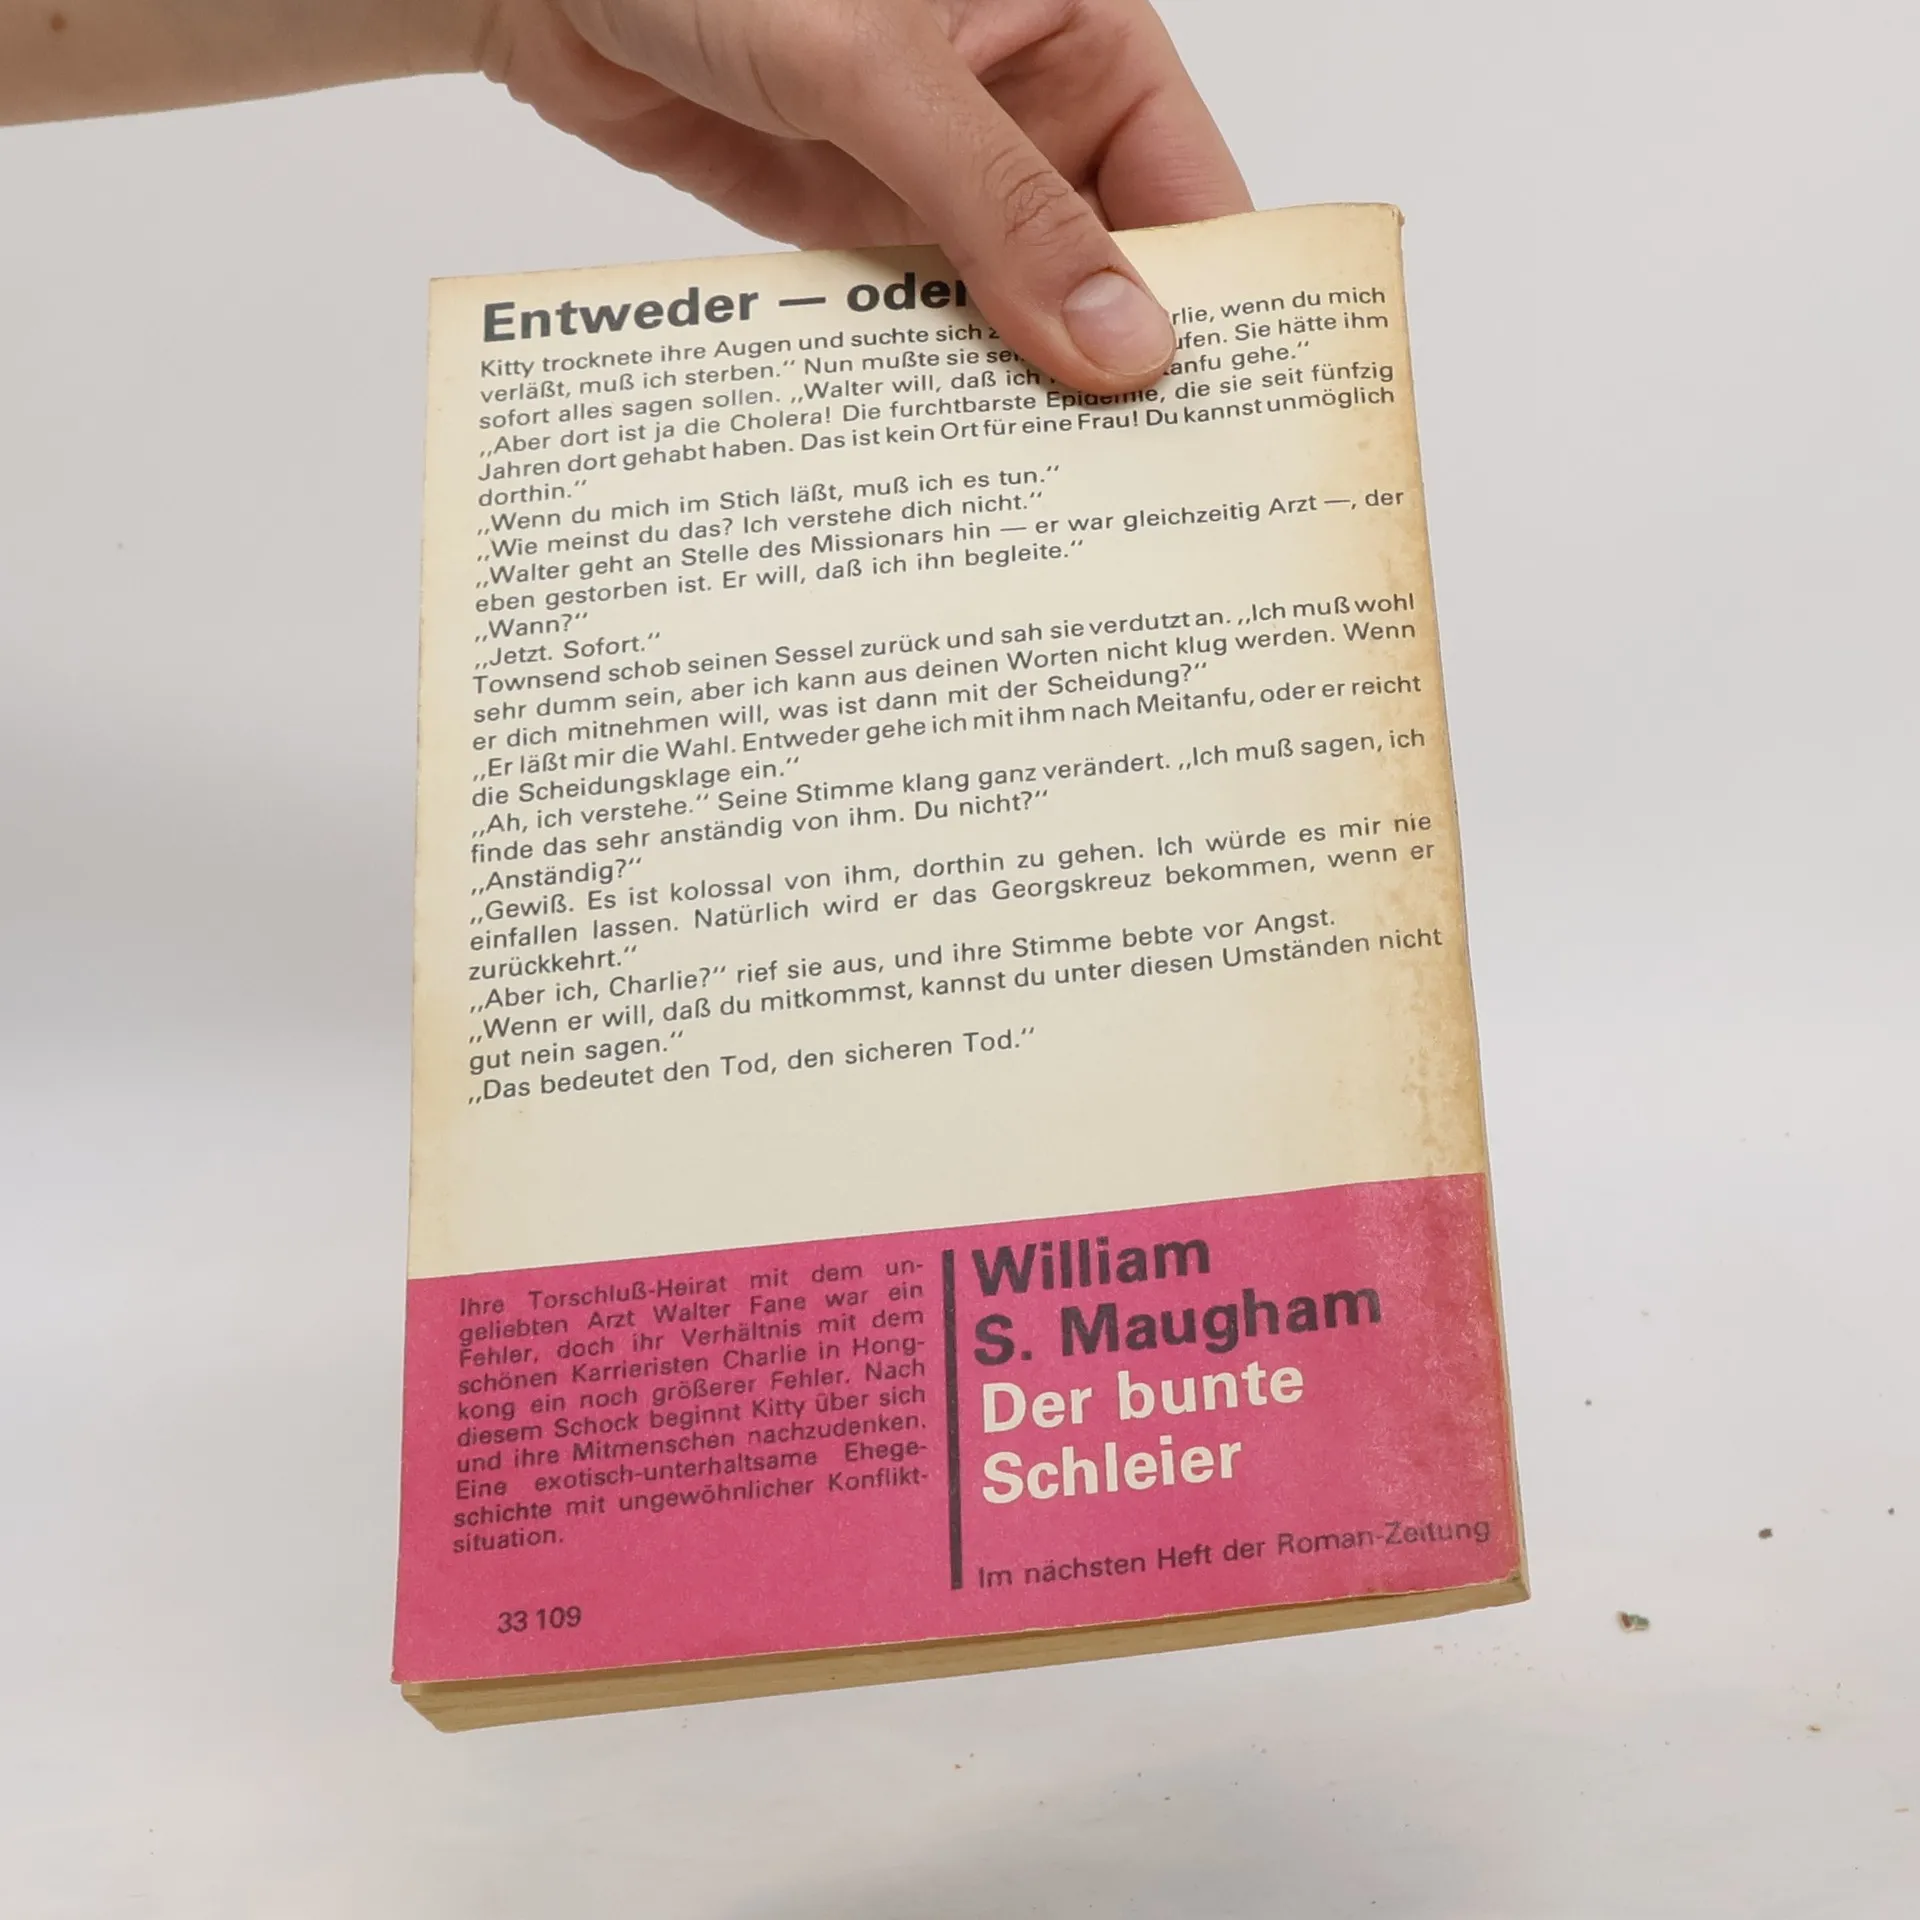 Entweder — oder
Kitty trocknete ihre Augen und suchte sich rlie, wenn du mich
verläßt, muß ich sterben.“ Nun mußte sie ufen. Sie hätte ihm
sofort alles sagen sollen. „Walter will, daß ich tanfu gehe.“
„Aber dort ist ja die Cholera! Die furchtbarste Epidemie, die sie seit fünfzig
Jahren dort gehabt haben. Das ist kein Ort für eine Frau! Du kannst unmöglich
dorthin.“
„Wenn du mich im Stich läßt, muß ich es tun.“
„Wie meinst du das? Ich verstehe dich nicht.“
„Walter geht an Stelle des Missionars hin — er war gleichzeitig Arzt —, der
eben gestorben ist. Er will, daß ich ihn begleite.“
„Wann?“
„Jetzt. Sofort.“
Townsend schob seinen Sessel zurück und sah sie verdutzt an. „Ich muß wohl
sehr dumm sein, aber ich kann aus deinen Worten nicht klug werden. Wenn
er dich mitnehmen will, was ist dann mit der Scheidung?“
„Er läßt mir die Wahl. Entweder gehe ich mit ihm nach Meitanfu, oder er reicht
die Scheidungsklage ein.“
„Ah, ich verstehe.“ Seine Stimme klang ganz verändert. „Ich muß sagen, ich
finde das sehr anständig von ihm. Du nicht?“
„Anständig?“
„Gewiß. Es ist kolossal von ihm, dorthin zu gehen. Ich würde es mir nie
einfallen lassen. Natürlich wird er das Georgskreuz bekommen, wenn er
zurückkehrt.“
„Aber ich, Charlie?“ rief sie aus, und ihre Stimme bebte vor Angst.
„Wenn er will, daß du mitkommst, kannst du unter diesen Umständen nicht
gut nein sagen.“
„Das bedeutet den Tod, den sicheren Tod.“
Ihre Torschluß-Heirat mit dem un-
geliebten Arzt Walter Fane war ein
Fehler, doch ihr Verhältnis mit dem
schönen Karrieristen Charlie in Hong-
kong ein noch größerer Fehler. Nach
diesem Schock beginnt Kitty über sich
und ihre Mitmenschen nachzudenken.
Eine exotisch-unterhaltsame Ehege-
schichte mit ungewöhnlicher Konflikt-
situation.
33 109
William
S. Maugham
Der bunte
Schleier
Im nächsten Heft der Roman-Zeitung